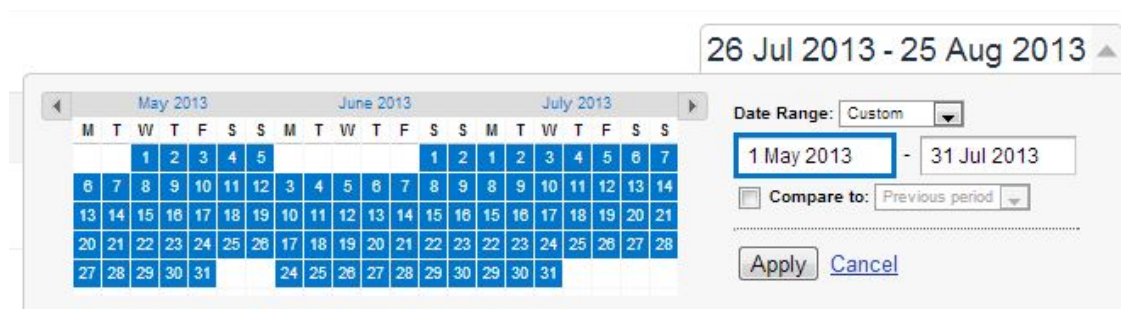 26 Jul 2013 - 25 Aug 2013
May 2013 June 2013 July 2013
M T W T F S S M T W T F S S M T W T F S S
1 2 3 4 5 1 2 1 2 3 4 5 6 7
6 7 8 9 10 11 12 3 4 5 6 7 8 9 8 9 10 11 12 13 14
13 14 15 16 17 18 19 10 11 12 13 14 15 16 15 16 17 18 19 20 21
20 21 22 23 24 25 26 17 18 19 20 21 22 23 22 23 24 25 26 27 28
27 28 29 30 31 24 25 26 27 28 29 30 29 30 31
Date Range: Custom
1 May 2013 - 31 Jul 2013
Compare to: Previous period
Apply Cancel